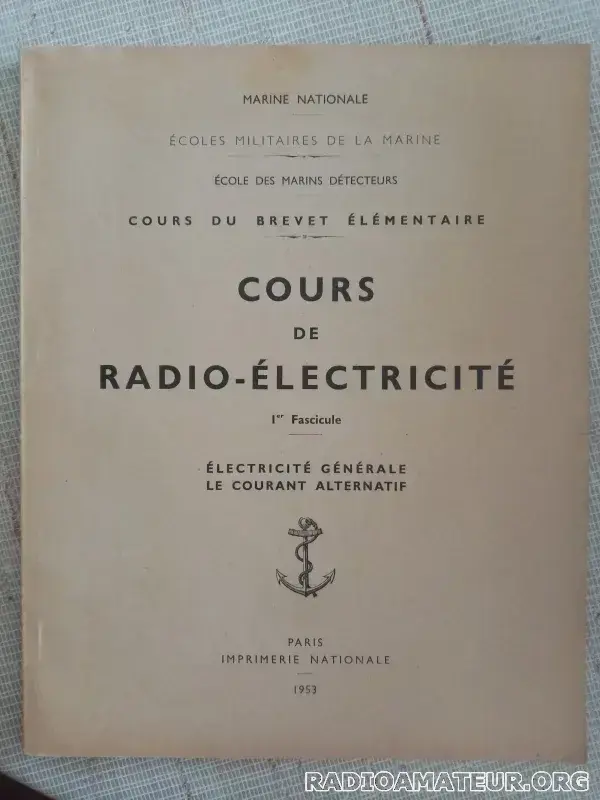 MARINE NATIONALE
ÉCOLES MILITAIRES DE LA MARINE
ÉCOLE DES MARINS DÉTECTEURS
COURS DU BREVET ÉLÉMENTAIRE
COURS
DE
RADIO-ÉLECTRICITÉ
1er Fascicule
ÉLECTRICITÉ GÉNÉRALE
LE COURANT ALTERNATIF
PARIS
IMPRIMERIE NATIONALE
1953
RADIOAMATEUR.ORG